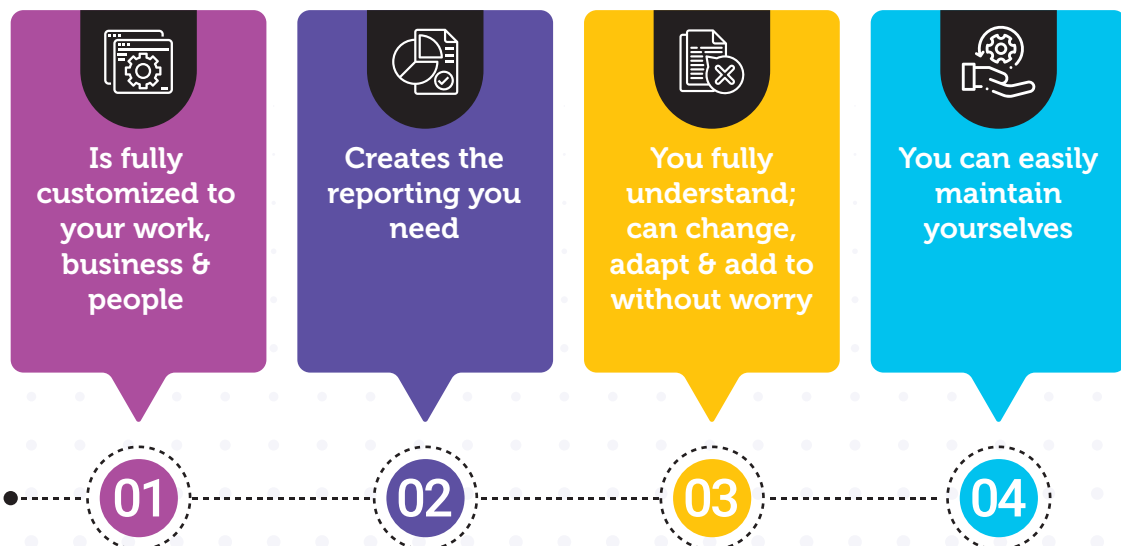 Is fully
customized to
your work,
business &
people
Creates the
reporting you
need
You fully
understand;
can change,
adapt & add to
without worry
You can easily
maintain
yourselves
01
02
03
04